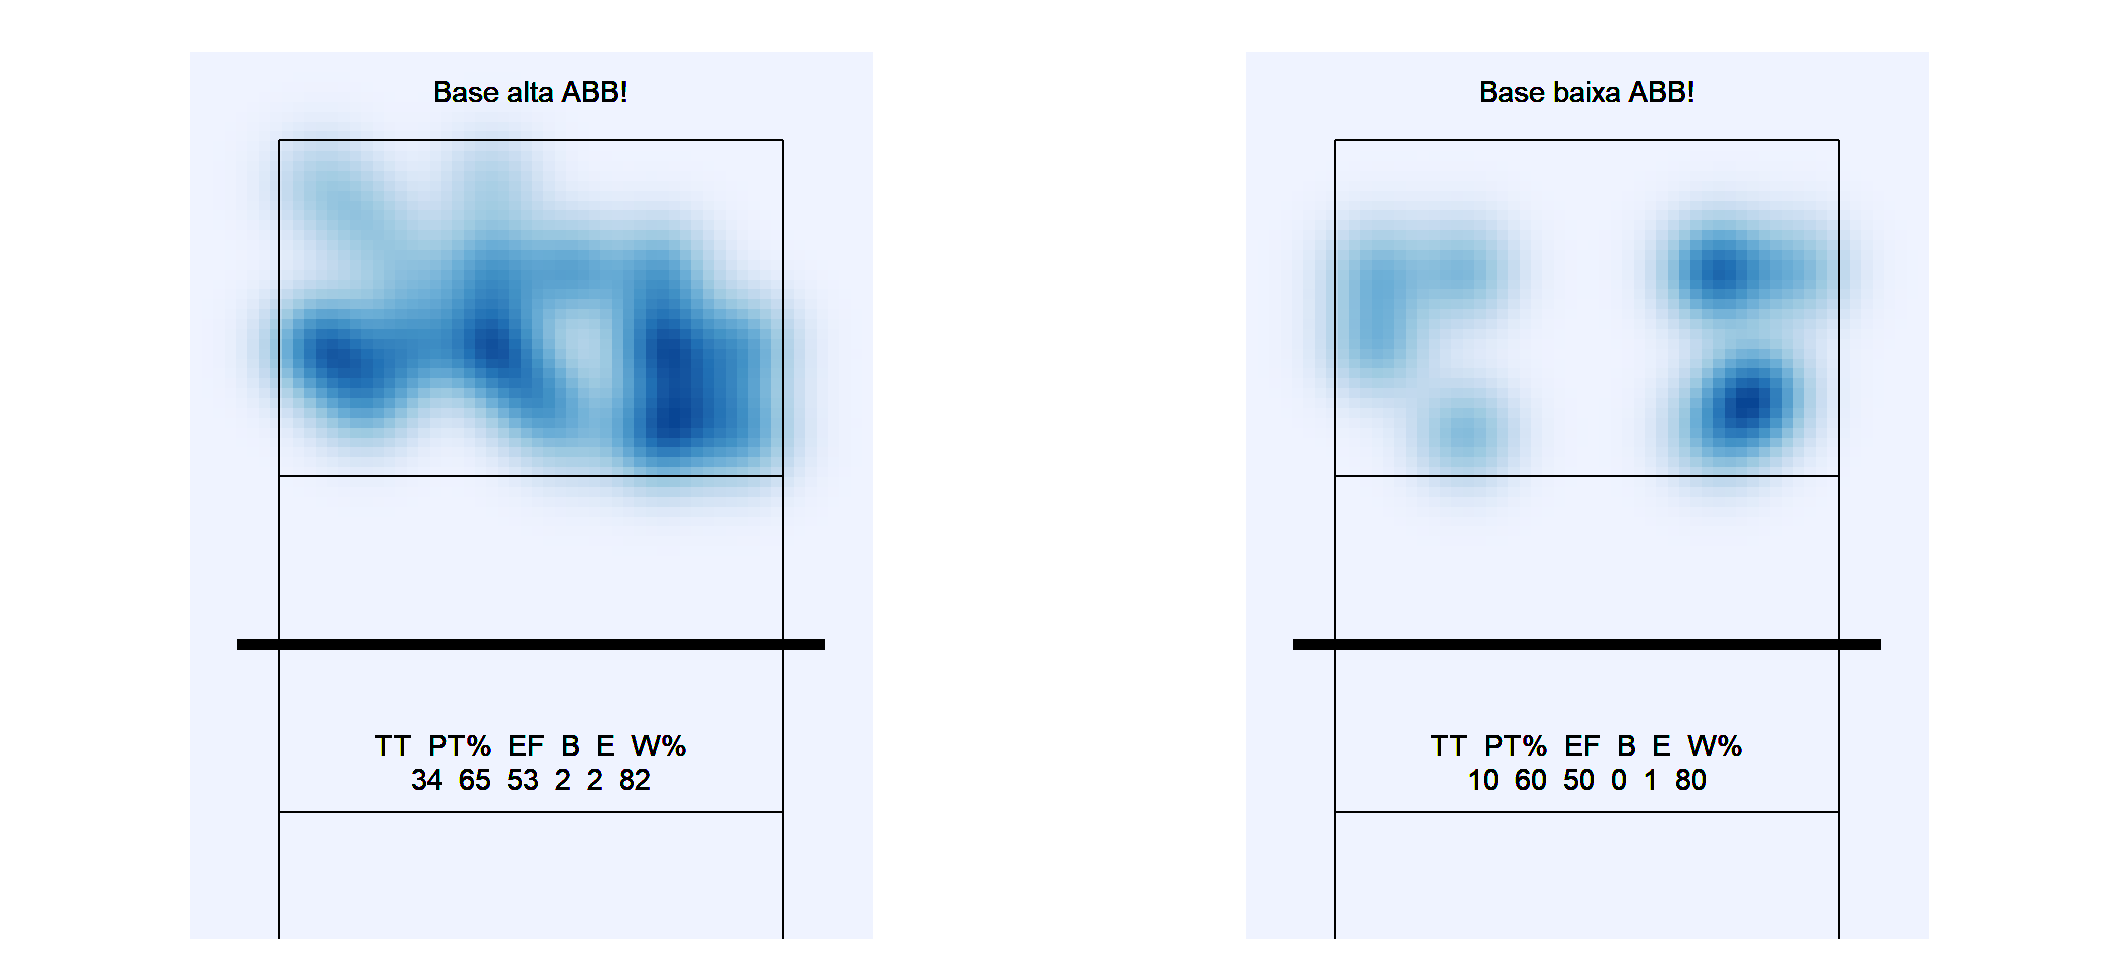 Base alta ABB!
TT PT% EF B E W%
34 65 53 2 2 82
Base baixa ABB!
TT PT% EF B E W%
10 60 50 0 1 80